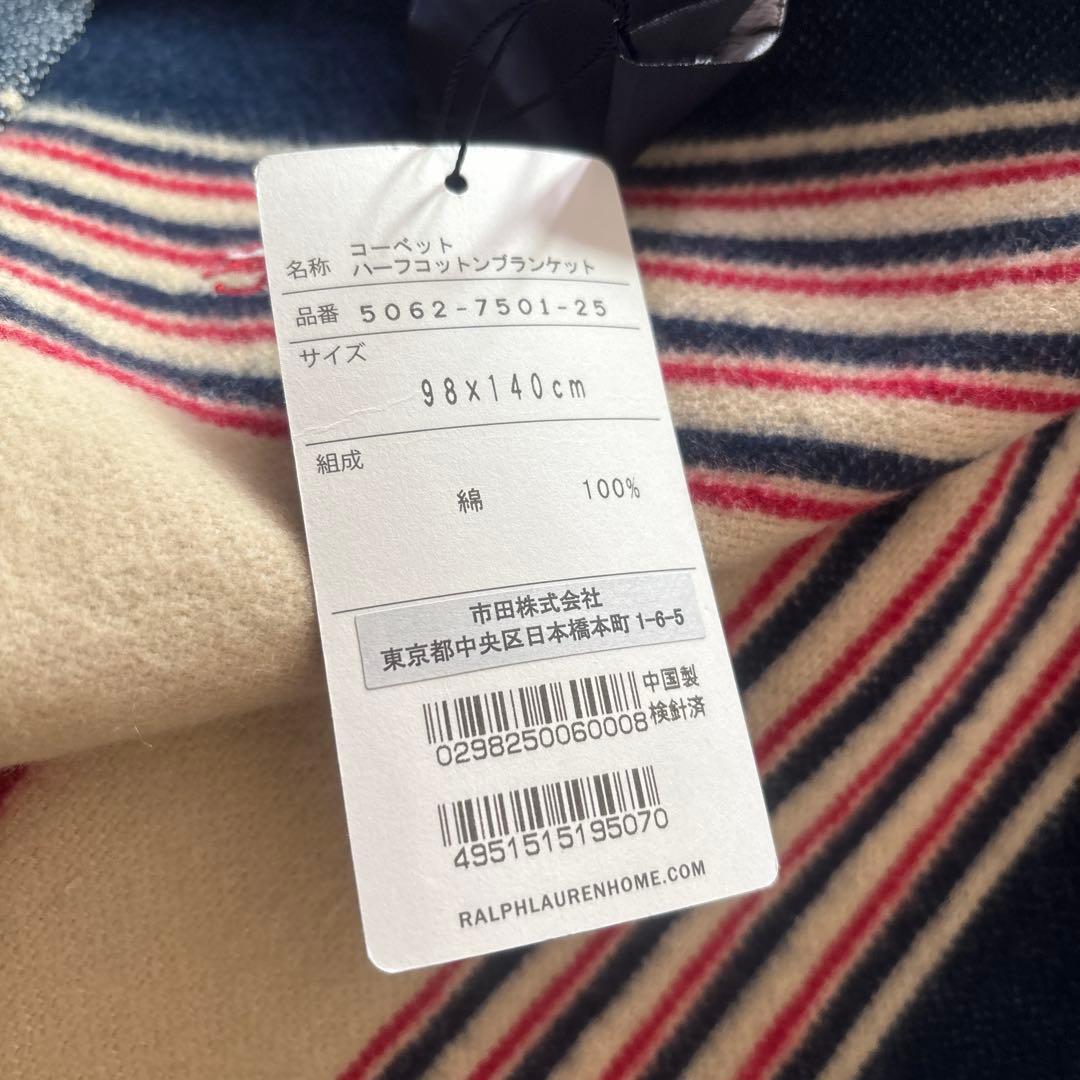 名称 コーベット
ハーフコットンブランケット
品番 5062-7501-25
サイズ
98×140cm
組成
綿 100%
市田株式会社
東京都中央区日本橋本町1-6-5
中国製
検針済
0298250060008
4951515195070
RALPHLAURENHOME.COM